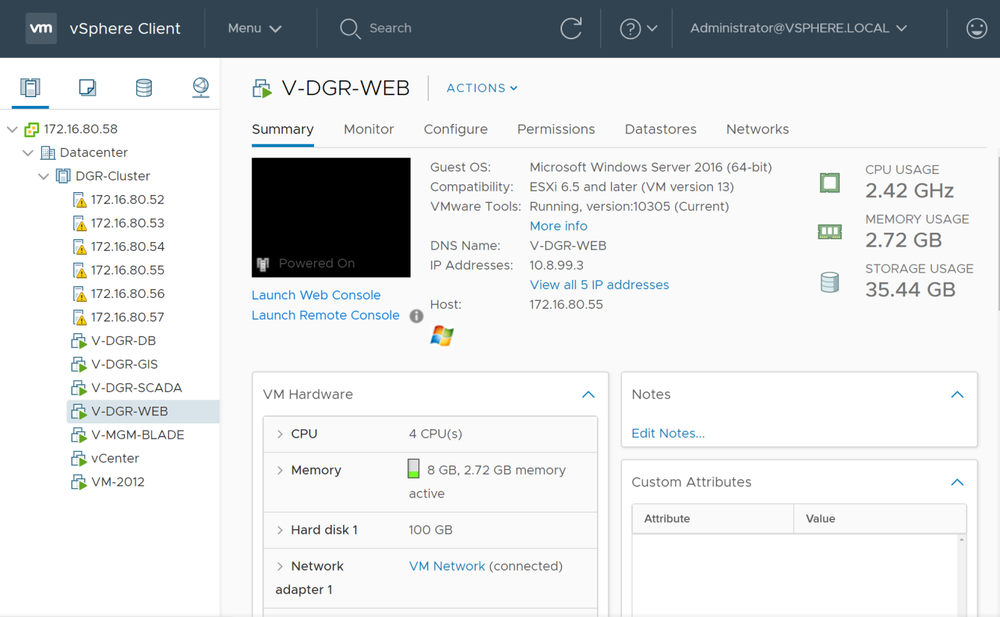 vm vSphere Client Menu Search ? Administrator@VSPHERE.LOCAL
172.16.80.58
Datacenter
DGR-Cluster
172.16.80.52
172.16.80.53
172.16.80.54
172.16.80.55
172.16.80.56
172.16.80.57
V-DGR-DB
V-DGR-GIS
V-DGR-SCADA
V-DGR-WEB
V-MGM-BLADE
vCenter
VM-2012
V-DGR-WEB ACTIONS
Summary Monitor Configure Permissions Datastores Networks
Powered On
Launch Web Console
Launch Remote Console
Guest OS: Microsoft Windows Server 2016 (64-bit)
Compatibility: ESXi 6.5 and later (VM version 13)
VMware Tools: Running, version:10305 (Current)
More info
DNS Name: V-DGR-WEB
IP Addresses: 10.8.99.3
View all 5 IP addresses
Host: 172.16.80.55
CPU USAGE
2.42 GHz
MEMORY USAGE
2.72 GB
STORAGE USAGE
35.44 GB
VM Hardware
CPU 4 CPU(s)
Memory 8 GB, 2.72 GB memory
active
Hard disk 1 100 GB
Network VM Network (connected)
adapter 1
Notes
Edit Notes...
Custom Attributes
Attribute Value